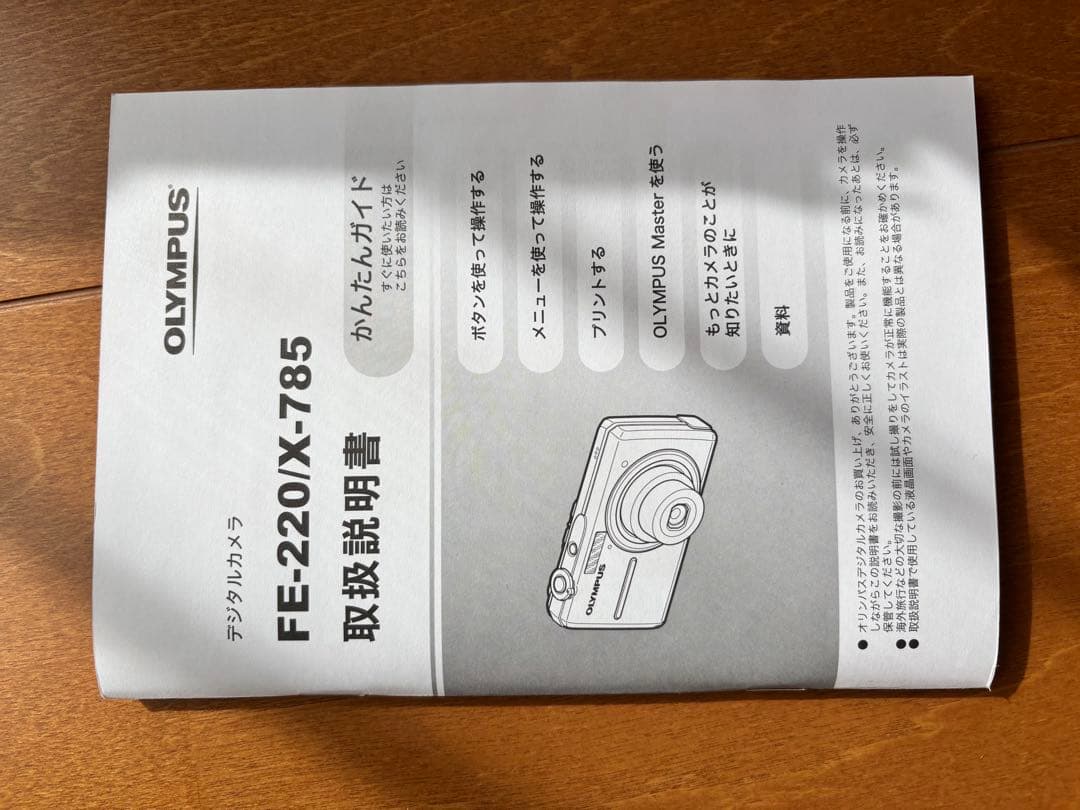 OLYMPUS®
デジタルカメラ
FE-220/X-785
取扱説明書
かんたんガイド
すぐに使いたい方は
こちらをお読みください
ボタンを使って操作する
メニューを使って操作する
プリントする
OLYMPUS Master を使う
もっとカメラのことが
知りたいときに
資料
OLYMPUS
● オリンパスデジタルカメラのお買い上げ、ありがとうございます。製品をご使用になる前に、カメラを操作
しながらこの説明書をお読みいただき、安全に正しくお使いください。また、お読みになったあとは、必ず
保管してください。
● 海外旅行などの大切な撮影の前には試し撮りをしてカメラが正常に機能することをお確かめください。
● 取扱説明書で使用している液晶画面やカメラのイラストは実際の製品とは異なる場合があります。